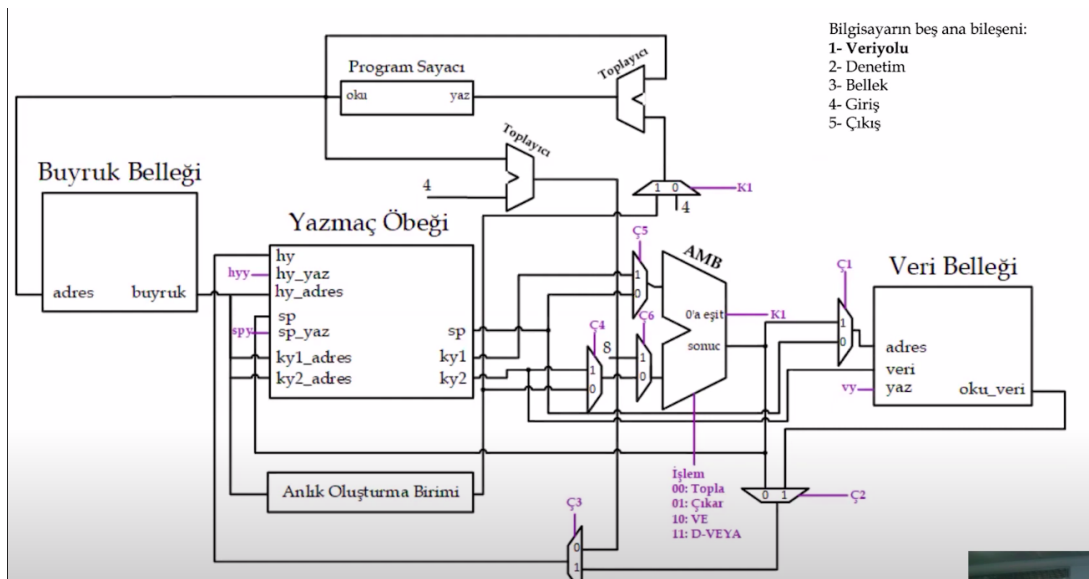 Bilgisayarın beş ana bileşeni:
1- Veriyolu
2- Denetim
3- Bellek
4- Giriş
5- Çıkış
Program Sayacı
oku
yaz
Toplayıcı
Toplayıcı
4
1 0
K1
4
Buyruk Belleği
adres
buyruk
Yazmaç Öbeği
hyy
hy
hy_yaz
hy_adres
sp
spy
sp_yaz
ky1_adres
ky2_adres
sp
ky1
ky2
Ç5
1
0
Ç4
1
0
8
Ç6
1
0
AMB
0'a eşit
K1
sonuc
Ç1
1
0
Veri Belleği
adres
veri
vy
yaz
oku_veri
Anlık Oluşturma Birimi
İşlem
00: Topla
01: Çıkar
10: VE
11: D-VEYA
0 1
Ç2
Ç3
0
1